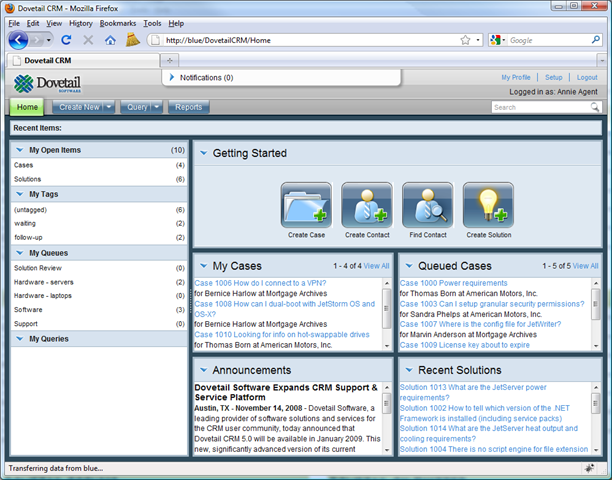 Dovetail CRM - Mozilla Firefox
File Edit View History Bookmarks Tools Help
http://blue/DovetailCRM/Home
Google
Dovetail CRM
Dovetail
SOFTWARE
Notifications (0)
My Profile Setup Logout
Logged in as: Annie Agent
Home Create New Query Reports
Search
Recent Items:
My Open Items (10)
Cases (4)
Solutions (6)
My Tags
(untagged) (6)
waiting (2)
follow-up (2)
My Queues
Solution Review (0)
Hardware - servers (2)
Hardware - laptops (0)
Software (3)
Support (0)
My Queries
Getting Started
Create Case Create Contact Find Contact Create Solution
My Cases 1 - 4 of 4 View All
Case 1006 How do I connect to a VPN?
for Bernice Harlow at Mortgage Archives
Case 1008 How can I dual-boot with JetStorm OS and
OS-X?
for Bernice Harlow at Mortgage Archives
Case 1010 Looking for info on hot-swappable drives
for Thomas Born at American Motors, Inc.
Queued Cases 1 - 5 of 5 View All
Case 1000 Power requirements
for Thomas Born at American Motors, Inc.
Case 1003 Can I setup granular security permissions?
for Sandra Phelps at American Motors, Inc.
Case 1007 Where is the config file for JetWriter?
for Marvin Anderson at Mortgage Archives
Case 1009 License key about to expire
Announcements
Dovetail Software Expands CRM Support &
Service Platform
Austin, TX - November 14, 2008 - Dovetail Software, a
leading provider of software solutions and services for
the CRM user community, today announced that
Dovetail CRM 5.0 will be available in January 2009. This
new, significantly advanced version of its current
Recent Solutions
Solution 1013 What are the JetServer power
requirements?
Solution 1002 How to tell which version of the .NET
Framework is installed (including service packs)
Solution 1014 What are the JetServer heat output and
cooling requirements?
Solution 1004 There is no script engine for file extension
Transferring data from blue...